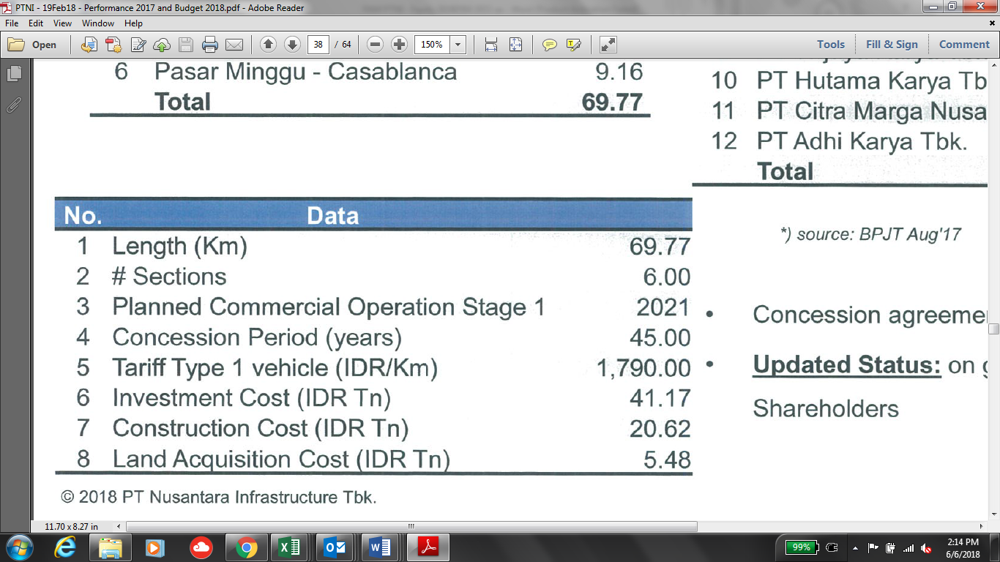 PTNI - 19Feb18 - Performance 2017 and Budget 2018.pdf - Adobe Reader
File Edit View Window Help
Open 38 / 64 150% Tools Fill & Sign Comment
6 Pasar Minggu - Casablanca 9.16
Total 69.77
10 PT Hutama Karya Tb
11 PT Citra Marga Nusa
12 PT Adhi Karya Tbk.
Total
No. Data
1 Length (Km) 69.77
2 # Sections 6.00
3 Planned Commercial Operation Stage 1 2021
4 Concession Period (years) 45.00
5 Tariff Type 1 vehicle (IDR/Km) 1,790.00
6 Investment Cost (IDR Tn) 41.17
7 Construction Cost (IDR Tn) 20.62
8 Land Acquisition Cost (IDR Tn) 5.48
© 2018 PT Nusantara Infrastructure Tbk.
*) source: BPJT Aug'17
• Concession agreeme
• Updated Status: on g
Shareholders
11.70 x 8.27 in
99%
2:14 PM
6/6/2018